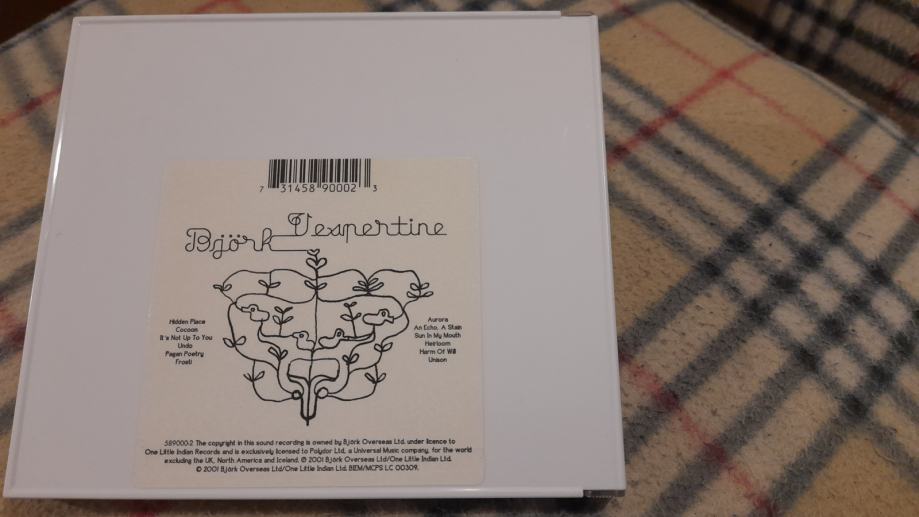 7 31458 90002 3
Björk Vespertine
Hidden Place
Cocoon
It's Not Up To You
Undo
Pagan Poetry
Frosti
Aurora
An Echo, A Stain
Sun In My Mouth
Heirloom
Harm Of Will
Unison
589000-2 The copyright in this sound recording is owned by Björk Overseas Ltd. under licence to
One Little Indian Records and is exclusively licensed to Polydor Ltd, a Universal Music company, for the world
excluding the UK, North America and Iceland. ℗ 2001 Björk Overseas Ltd/One Little Indian Ltd.
© 2001 Björk Overseas Ltd/One Little Indian Ltd. BIEM/MCPS LC 00309.